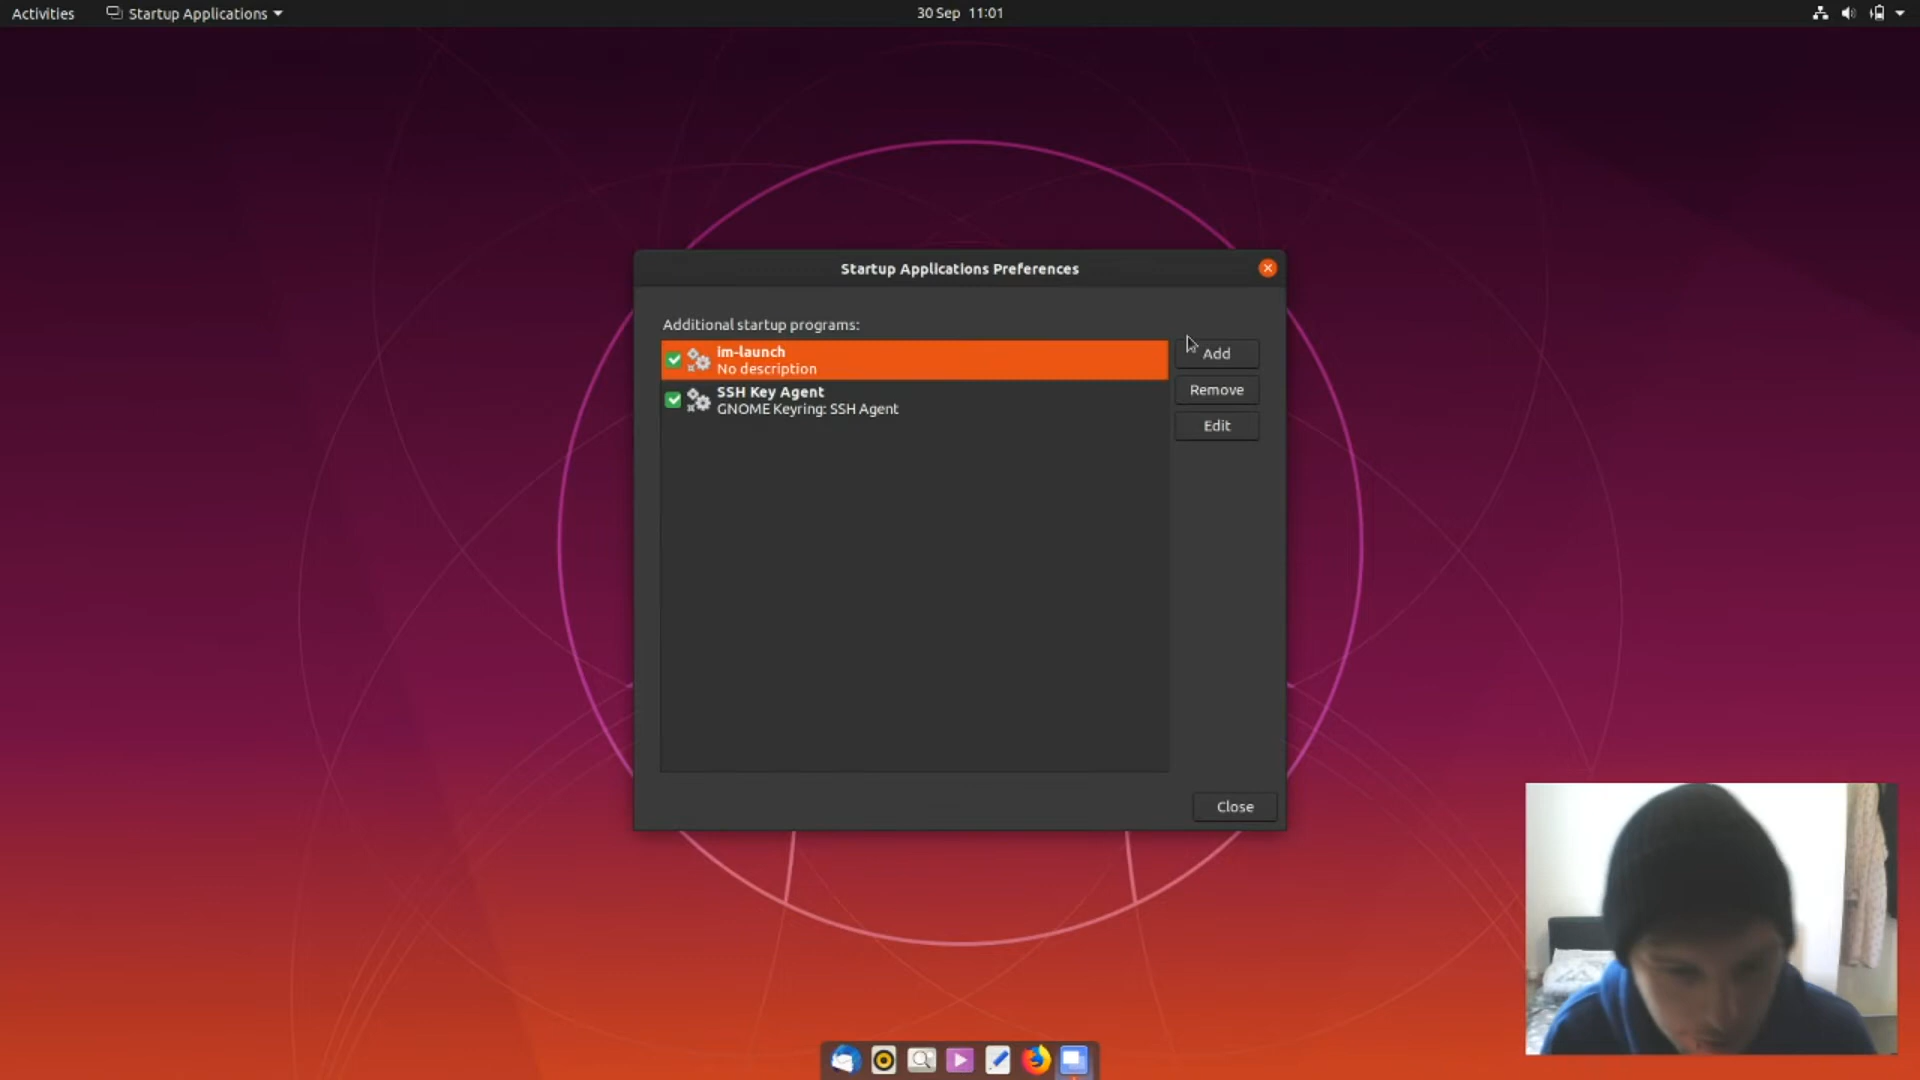 Activities
Startup Applications
30 Sep 11:01
Startup Applications Preferences
Additional startup programs:
im-launch
No description
SSH Key Agent
GNOME Keyring: SSH Agent
Add
Remove
Edit
Close